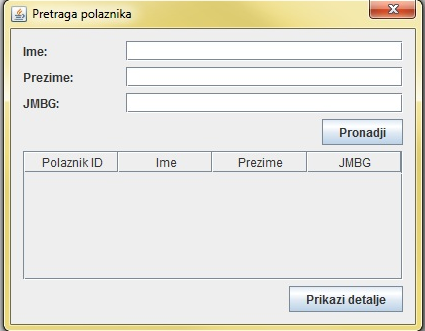 Pretraga polaznika
Ime:
Prezime:
JMBG:
Pronadji
Polaznik ID Ime Prezime JMBG
Prikazi detalje